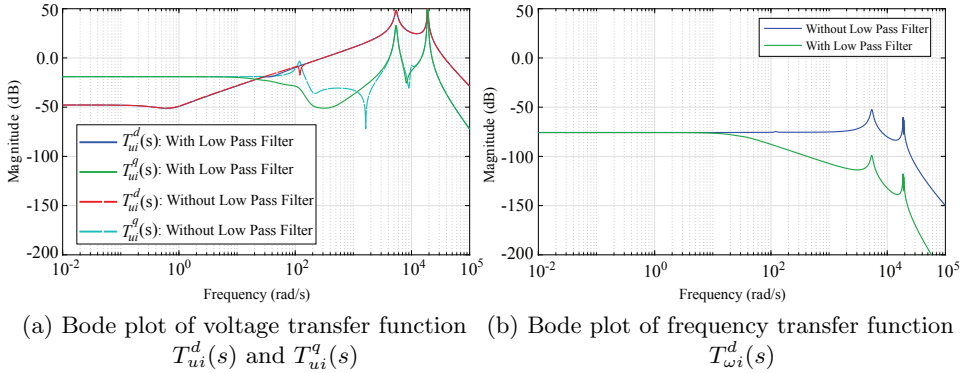 0.0
-50
-100
-150
-200
Magnitude (dB)
10^-2
10^0
10^2
10^4
10^5
Frequency (rad/s)
T^d_ui(s): With Low Pass Filter
T^q_ui(s): With Low Pass Filter
T^d_ui(s): Without Low Pass Filter
T^q_ui(s): Without Low Pass Filter
(a) Bode plot of voltage transfer function
T^d_ui(s) and T^q_ui(s)
0.0
-50
-100
-150
-200
Magnitude (dB)
10^-2
10^0
10^2
10^4
10^5
Frequency (rad/s)
Without Low Pass Filter
With Low Pass Filter
(b) Bode plot of frequency transfer function
T^d_ωi(s)